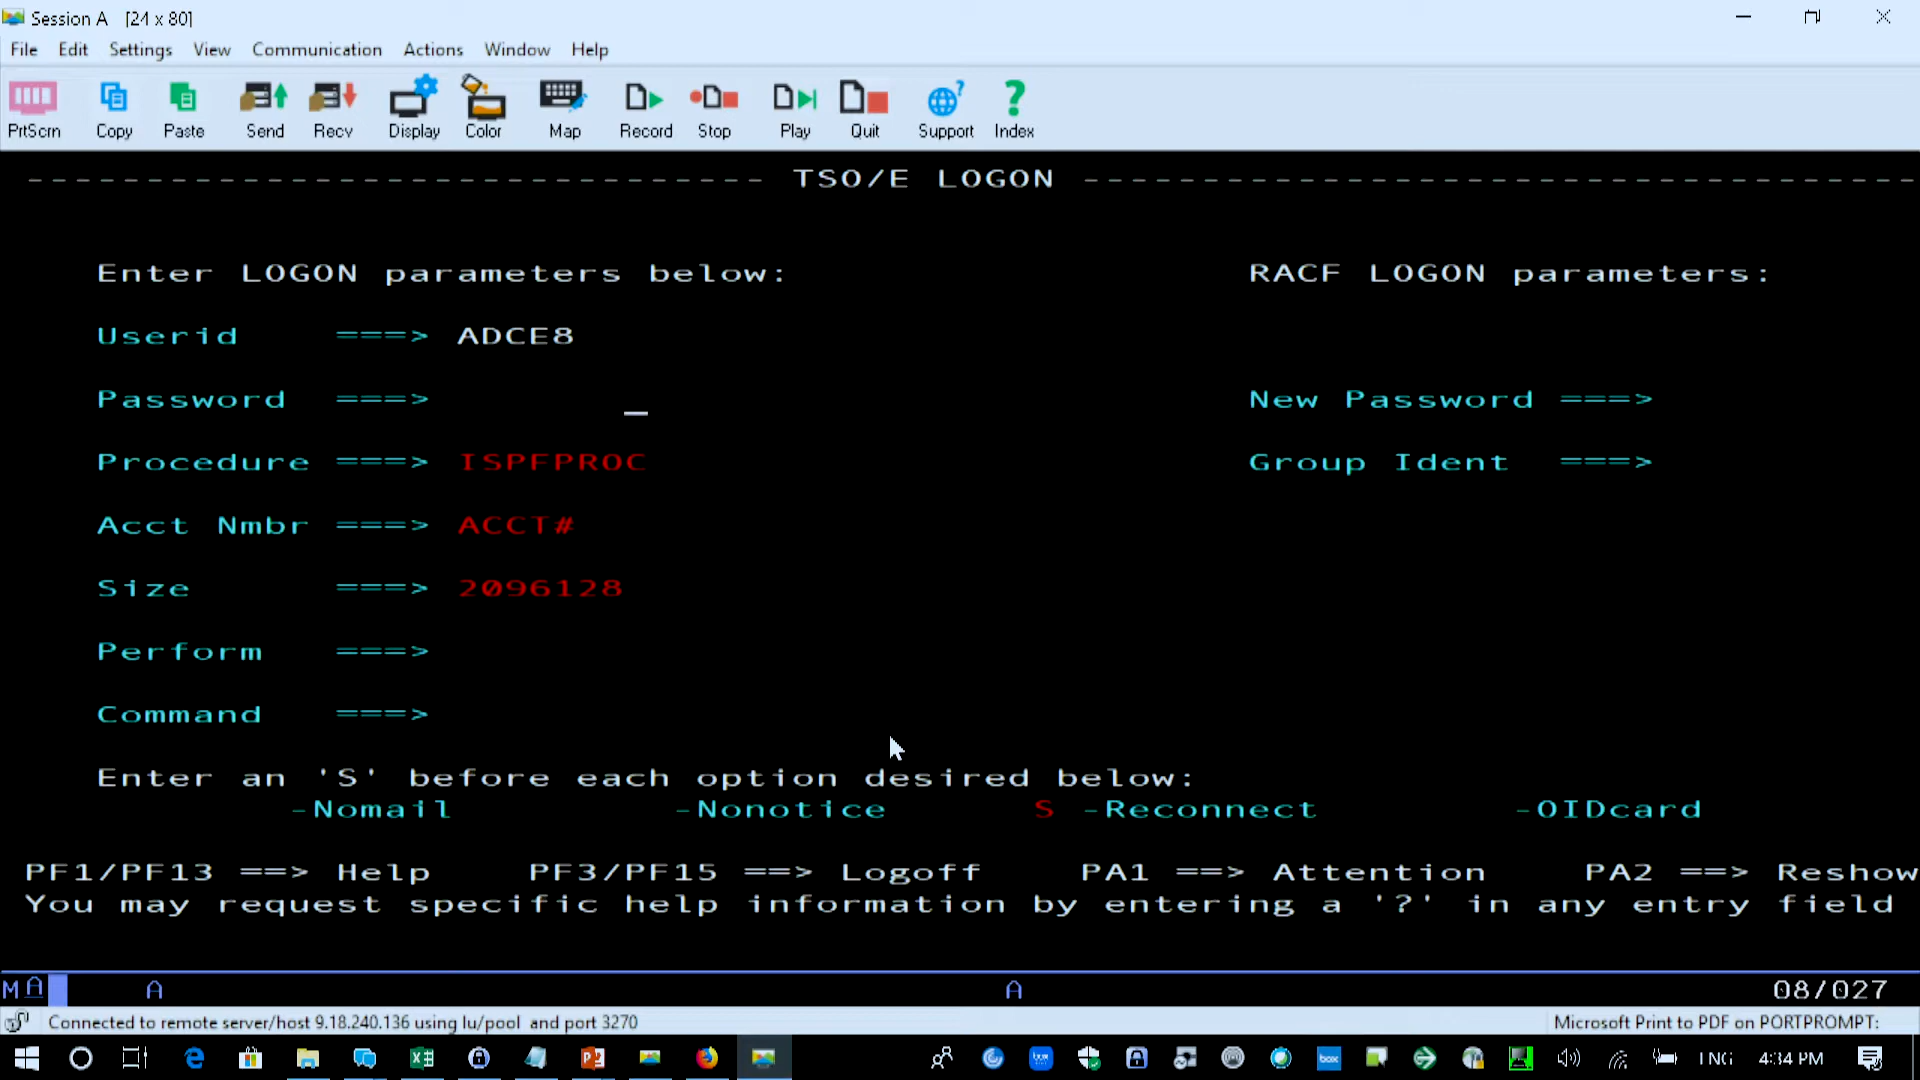 Session A [24 x 80]
File Edit Settings View Communication Actions Window Help
PrtScrn Copy Paste Send Recv Display Color Map Record Stop Play Quit Support Index
------------------------------- TSO/E LOGON -----------------------------------
Enter LOGON parameters below: RACF LOGON parameters:
Userid ===> ADCE8
Password ===> _ New Password ===>
Procedure ===> ISPFPROC Group Ident ===>
Acct Nmbr ===> ACCT#
Size ===> 2096128
Perform ===>
Command ===>
Enter an 'S' before each option desired below:
-Nomail -Nonotice S -Reconnect -OIDcard
PF1/PF13 ==> Help PF3/PF15 ==> Logoff PA1 ==> Attention PA2 ==> Reshow
You may request specific help information by entering a '?' in any entry field
MA A A 08/027
Connected to remote server/host 9.18.240.136 using lu/pool and port 3270 Microsoft Print to PDF on PORTPROMPT:
box ENG 4:34 PM